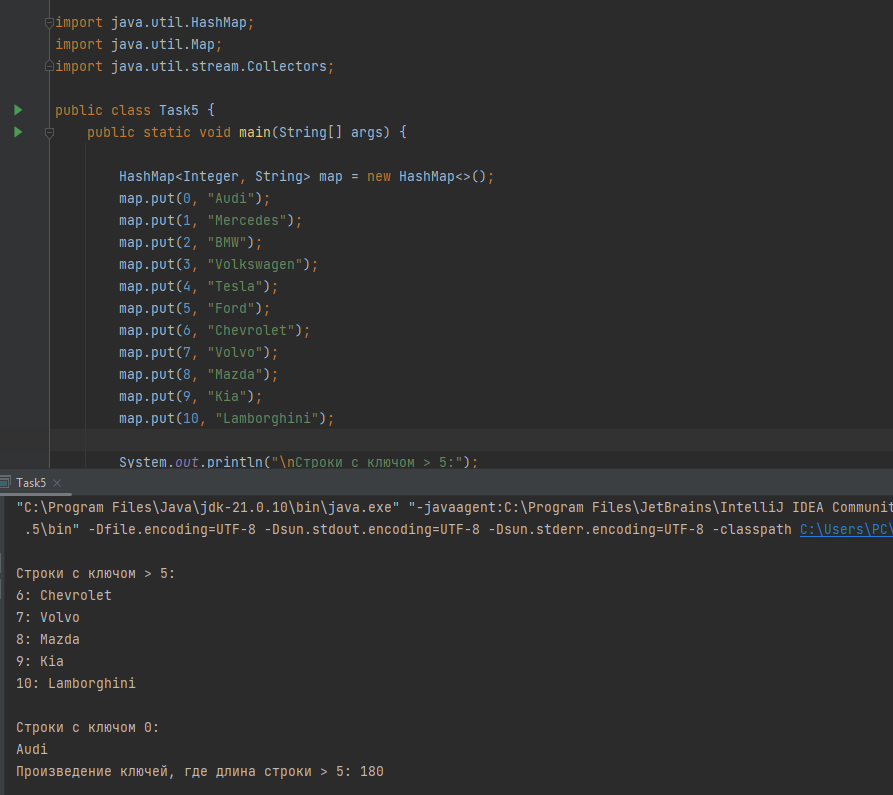 import java.util.HashMap;
import java.util.Map;
import java.util.stream.Collectors;
public class Task5 {
public static void main(String[] args) {
HashMap<Integer, String> map = new HashMap<>();
map.put(0, "Audi");
map.put(1, "Mercedes");
map.put(2, "BMW");
map.put(3, "Volkswagen");
map.put(4, "Tesla");
map.put(5, "Ford");
map.put(6, "Chevrolet");
map.put(7, "Volvo");
map.put(8, "Mazda");
map.put(9, "Kia");
map.put(10, "Lamborghini");
System.out.println("\nСтроки с ключом > 5:");
Task5
"C:\Program Files\Java\jdk-21.0.10\bin\java.exe" "-javaagent:C:\Program Files\JetBrains\IntelliJ IDEA Communit
.5\bin" -Dfile.encoding=UTF-8 -Dsun.stdout.encoding=UTF-8 -Dsun.stderr.encoding=UTF-8 -classpath C:\Users\PC\
Строки с ключом > 5:
6: Chevrolet
7: Volvo
8: Mazda
9: Kia
10: Lamborghini
Строки с ключом 0:
Audi
Произведение ключей, где длина строки > 5: 180